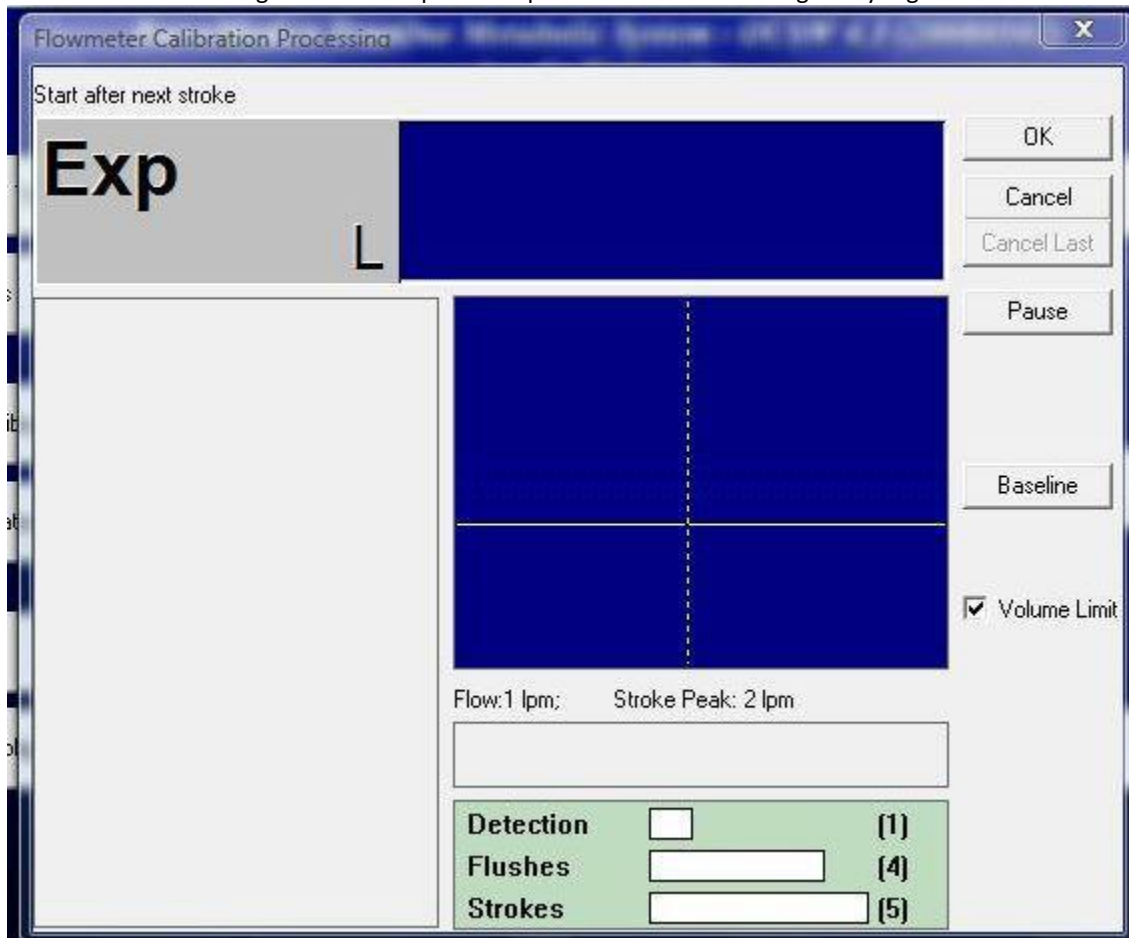 Flowmeter Calibration Processing
Start after next stroke
Exp
L
OK
Cancel
Cancel Last
Pause
Baseline
Volume Limit
Flow:1 lpm; Stroke Peak: 2 lpm
Detection (1)
Flushes (4)
Strokes (5)